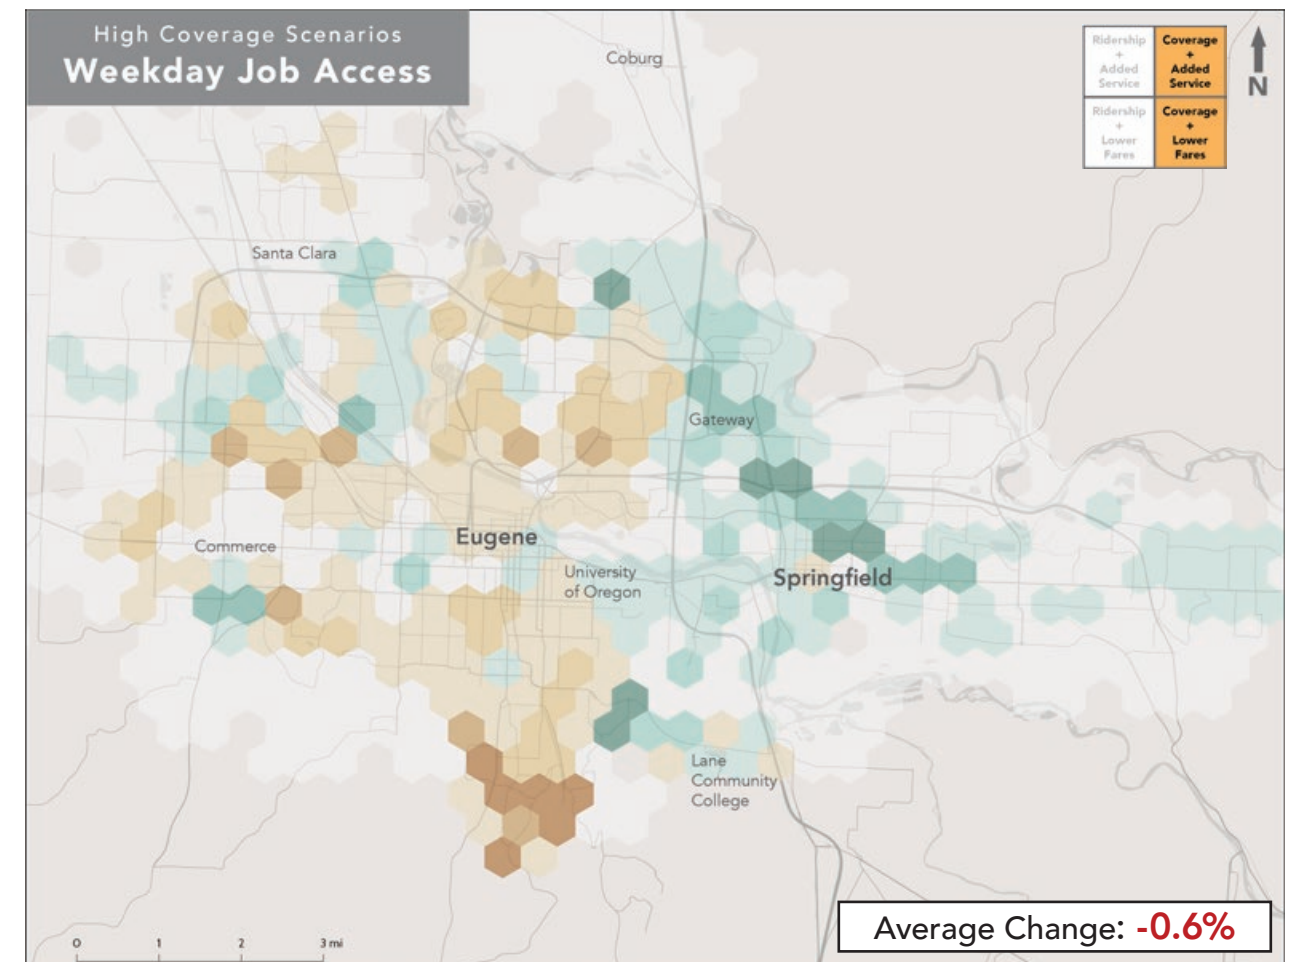 High Coverage Scenarios
Weekday Job Access
Coburg
Ridership
+
Added
Service
Coverage
+
Added
Service
Ridership
+
Lower
Fares
Coverage
+
Lower
Fares
N
Santa Clara
Gateway
Eugene
Commerce
University
of Oregon
Springfield
Lane
Community
College
Average Change: -0.6%
0 1 2 3 mi